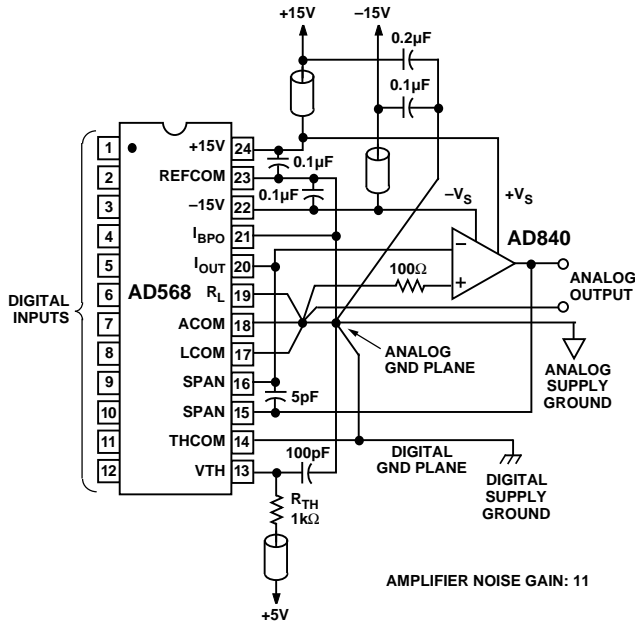 +15V
–15V
0.2µF
0.1µF
1
+15V
24
0.1µF
2
REFCOM
23
0.1µF
3
–15V
22
–VS
+VS
4
IBPO
21
AD840
5
IOUT
20
–
100Ω
+
ANALOG
OUTPUT
DIGITAL
INPUTS
6
AD568
RL
19
7
ACOM
18
ANALOG
GND PLANE
8
LCOM
17
ANALOG
SUPPLY
GROUND
9
SPAN
16
5pF
10
SPAN
15
11
THCOM
14
100pF
DIGITAL
GND PLANE
12
VTH
13
DIGITAL
SUPPLY
GROUND
RTH
1kΩ
+5V
AMPLIFIER NOISE GAIN: 11